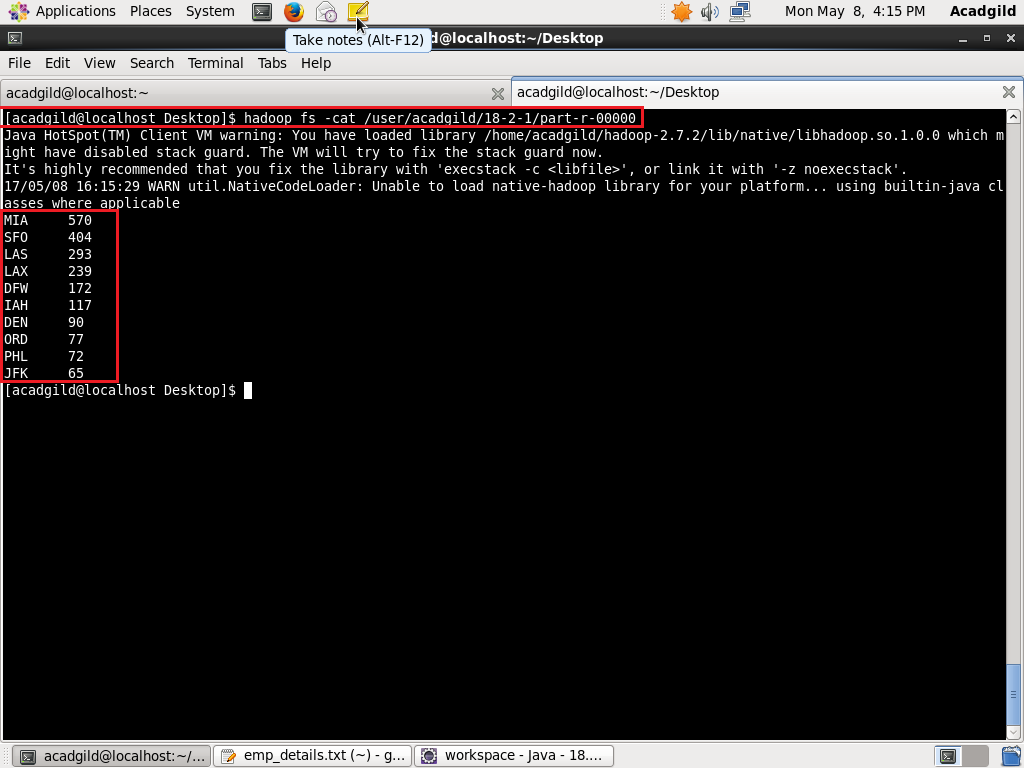 Applications Places System Mon May 8, 4:15 PM Acadgild
Take notes (Alt-F12)
d@localhost:~/Desktop
File Edit View Search Terminal Tabs Help
acadgild@localhost:~ acadgild@localhost:~/Desktop
[acadgild@localhost Desktop]$ hadoop fs -cat /user/acadgild/18-2-1/part-r-00000
Java HotSpot(TM) Client VM warning: You have loaded library /home/acadgild/hadoop-2.7.2/lib/native/libhadoop.so.1.0.0 which m
ight have disabled stack guard. The VM will try to fix the stack guard now.
It's highly recommended that you fix the library with 'execstack -c <libfile>', or link it with '-z noexecstack'.
17/05/08 16:15:29 WARN util.NativeCodeLoader: Unable to load native-hadoop library for your platform... using builtin-java cl
asses where applicable
MIA 570
SFO 404
LAS 293
LAX 239
DFW 172
IAH 117
DEN 90
ORD 77
PHL 72
JFK 65
[acadgild@localhost Desktop]$
acadgild@localhost:~/... emp_details.txt (~) - g... workspace - Java - 18....